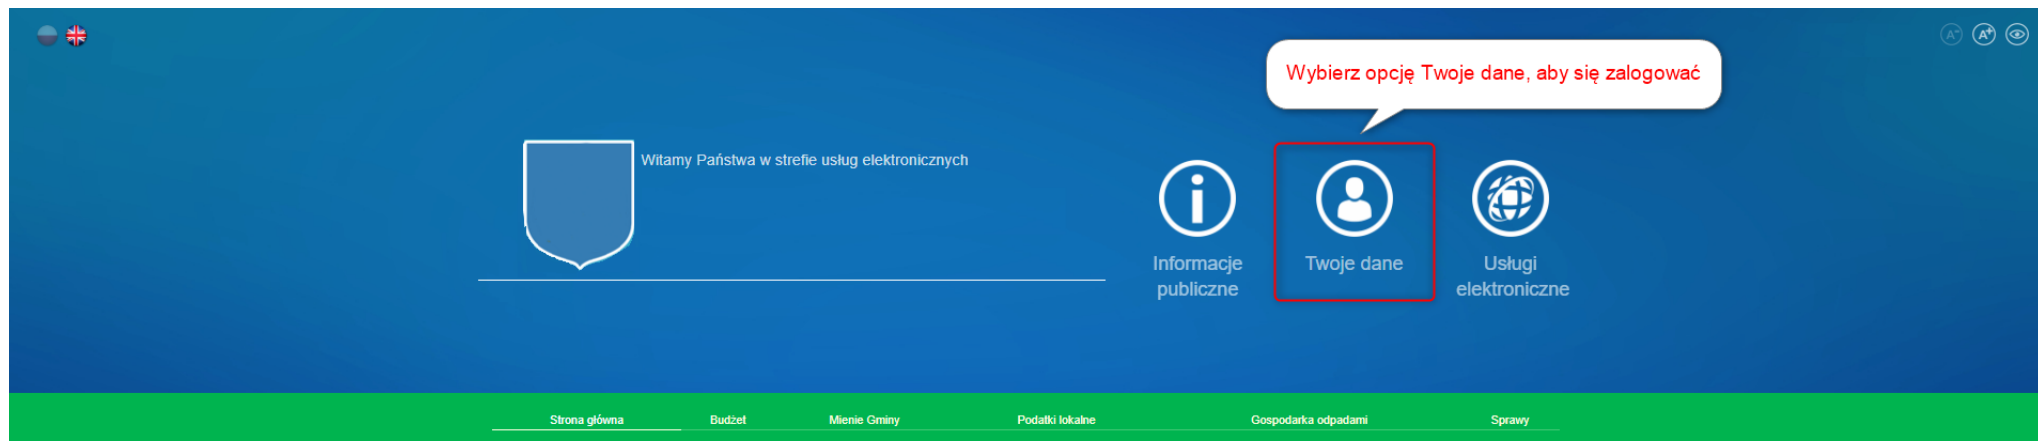 A- A+
Wybierz opcję Twoje dane, aby się zalogować
Witamy Państwa w strefie usług elektronicznych
Informacje
publiczne
Twoje dane
Usługi
elektroniczne
Strona główna Budżet Mienie Gminy Podatki lokalne Gospodarka odpadami Sprawy